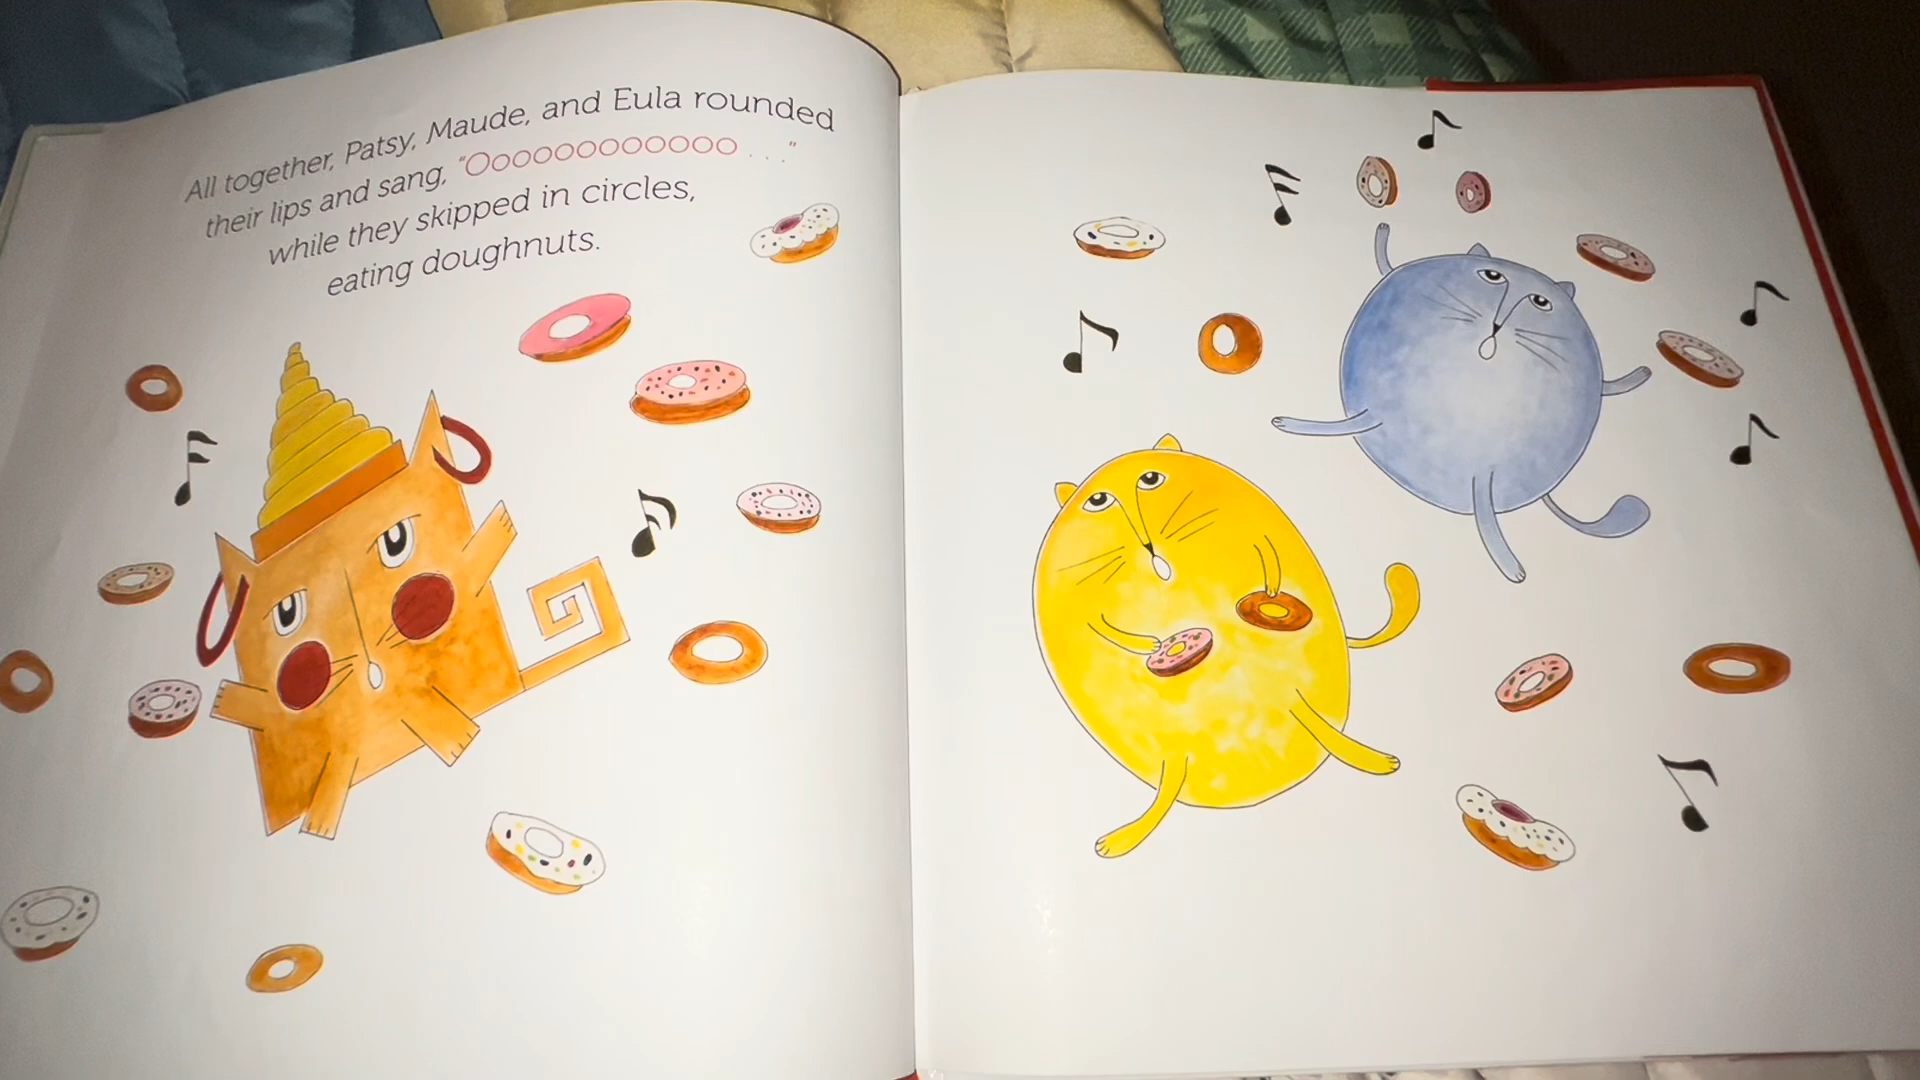 All together, Patsy, Maude, and Eula rounded
their lips and sang, “Oooooooooooo . . .”
while they skipped in circles,
eating doughnuts.